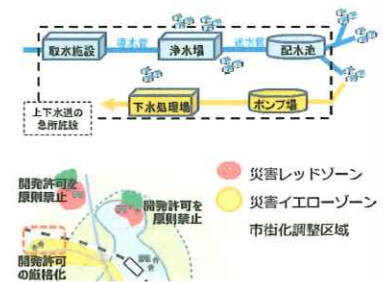 取水施設
導水管
浄水場
送水管
配水池
下水処理場
ポンプ場
上下水道の
急所施設
開発許可を
原則禁止
開発許可を
原則禁止
開発許可
の厳格化
災害レッドゾーン
災害イエローゾーン
市街化調整区域